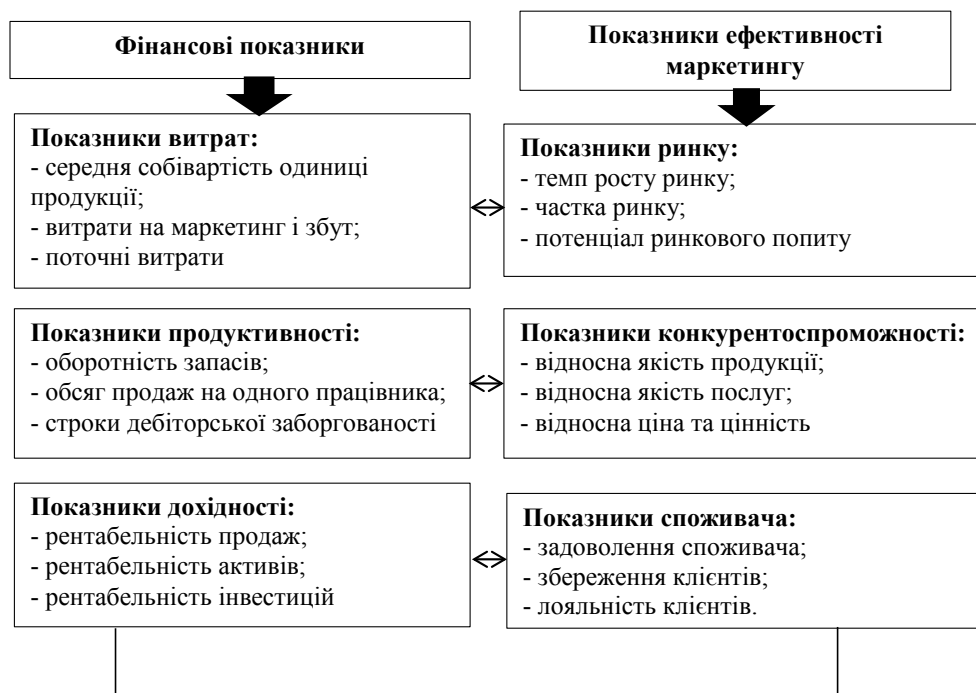 Фінансові показники
Показники ефективності
маркетингу
Показники витрат:
- середня собівартість одиниці
продукції;
- витрати на маркетинг і збут;
- поточні витрати
Показники ринку:
- темп росту ринку;
- частка ринку;
- потенціал ринкового попиту
Показники продуктивності:
- оборотність запасів;
- обсяг продаж на одного працівника;
- строки дебіторської заборгованості
Показники конкурентоспроможності:
- відносна якість продукції;
- відносна якість послуг;
- відносна ціна та цінність
Показники дохідності:
- рентабельність продаж;
- рентабельність активів;
- рентабельність інвестицій
Показники споживача:
- задоволення споживача;
- збереження клієнтів;
- лояльність клієнтів.